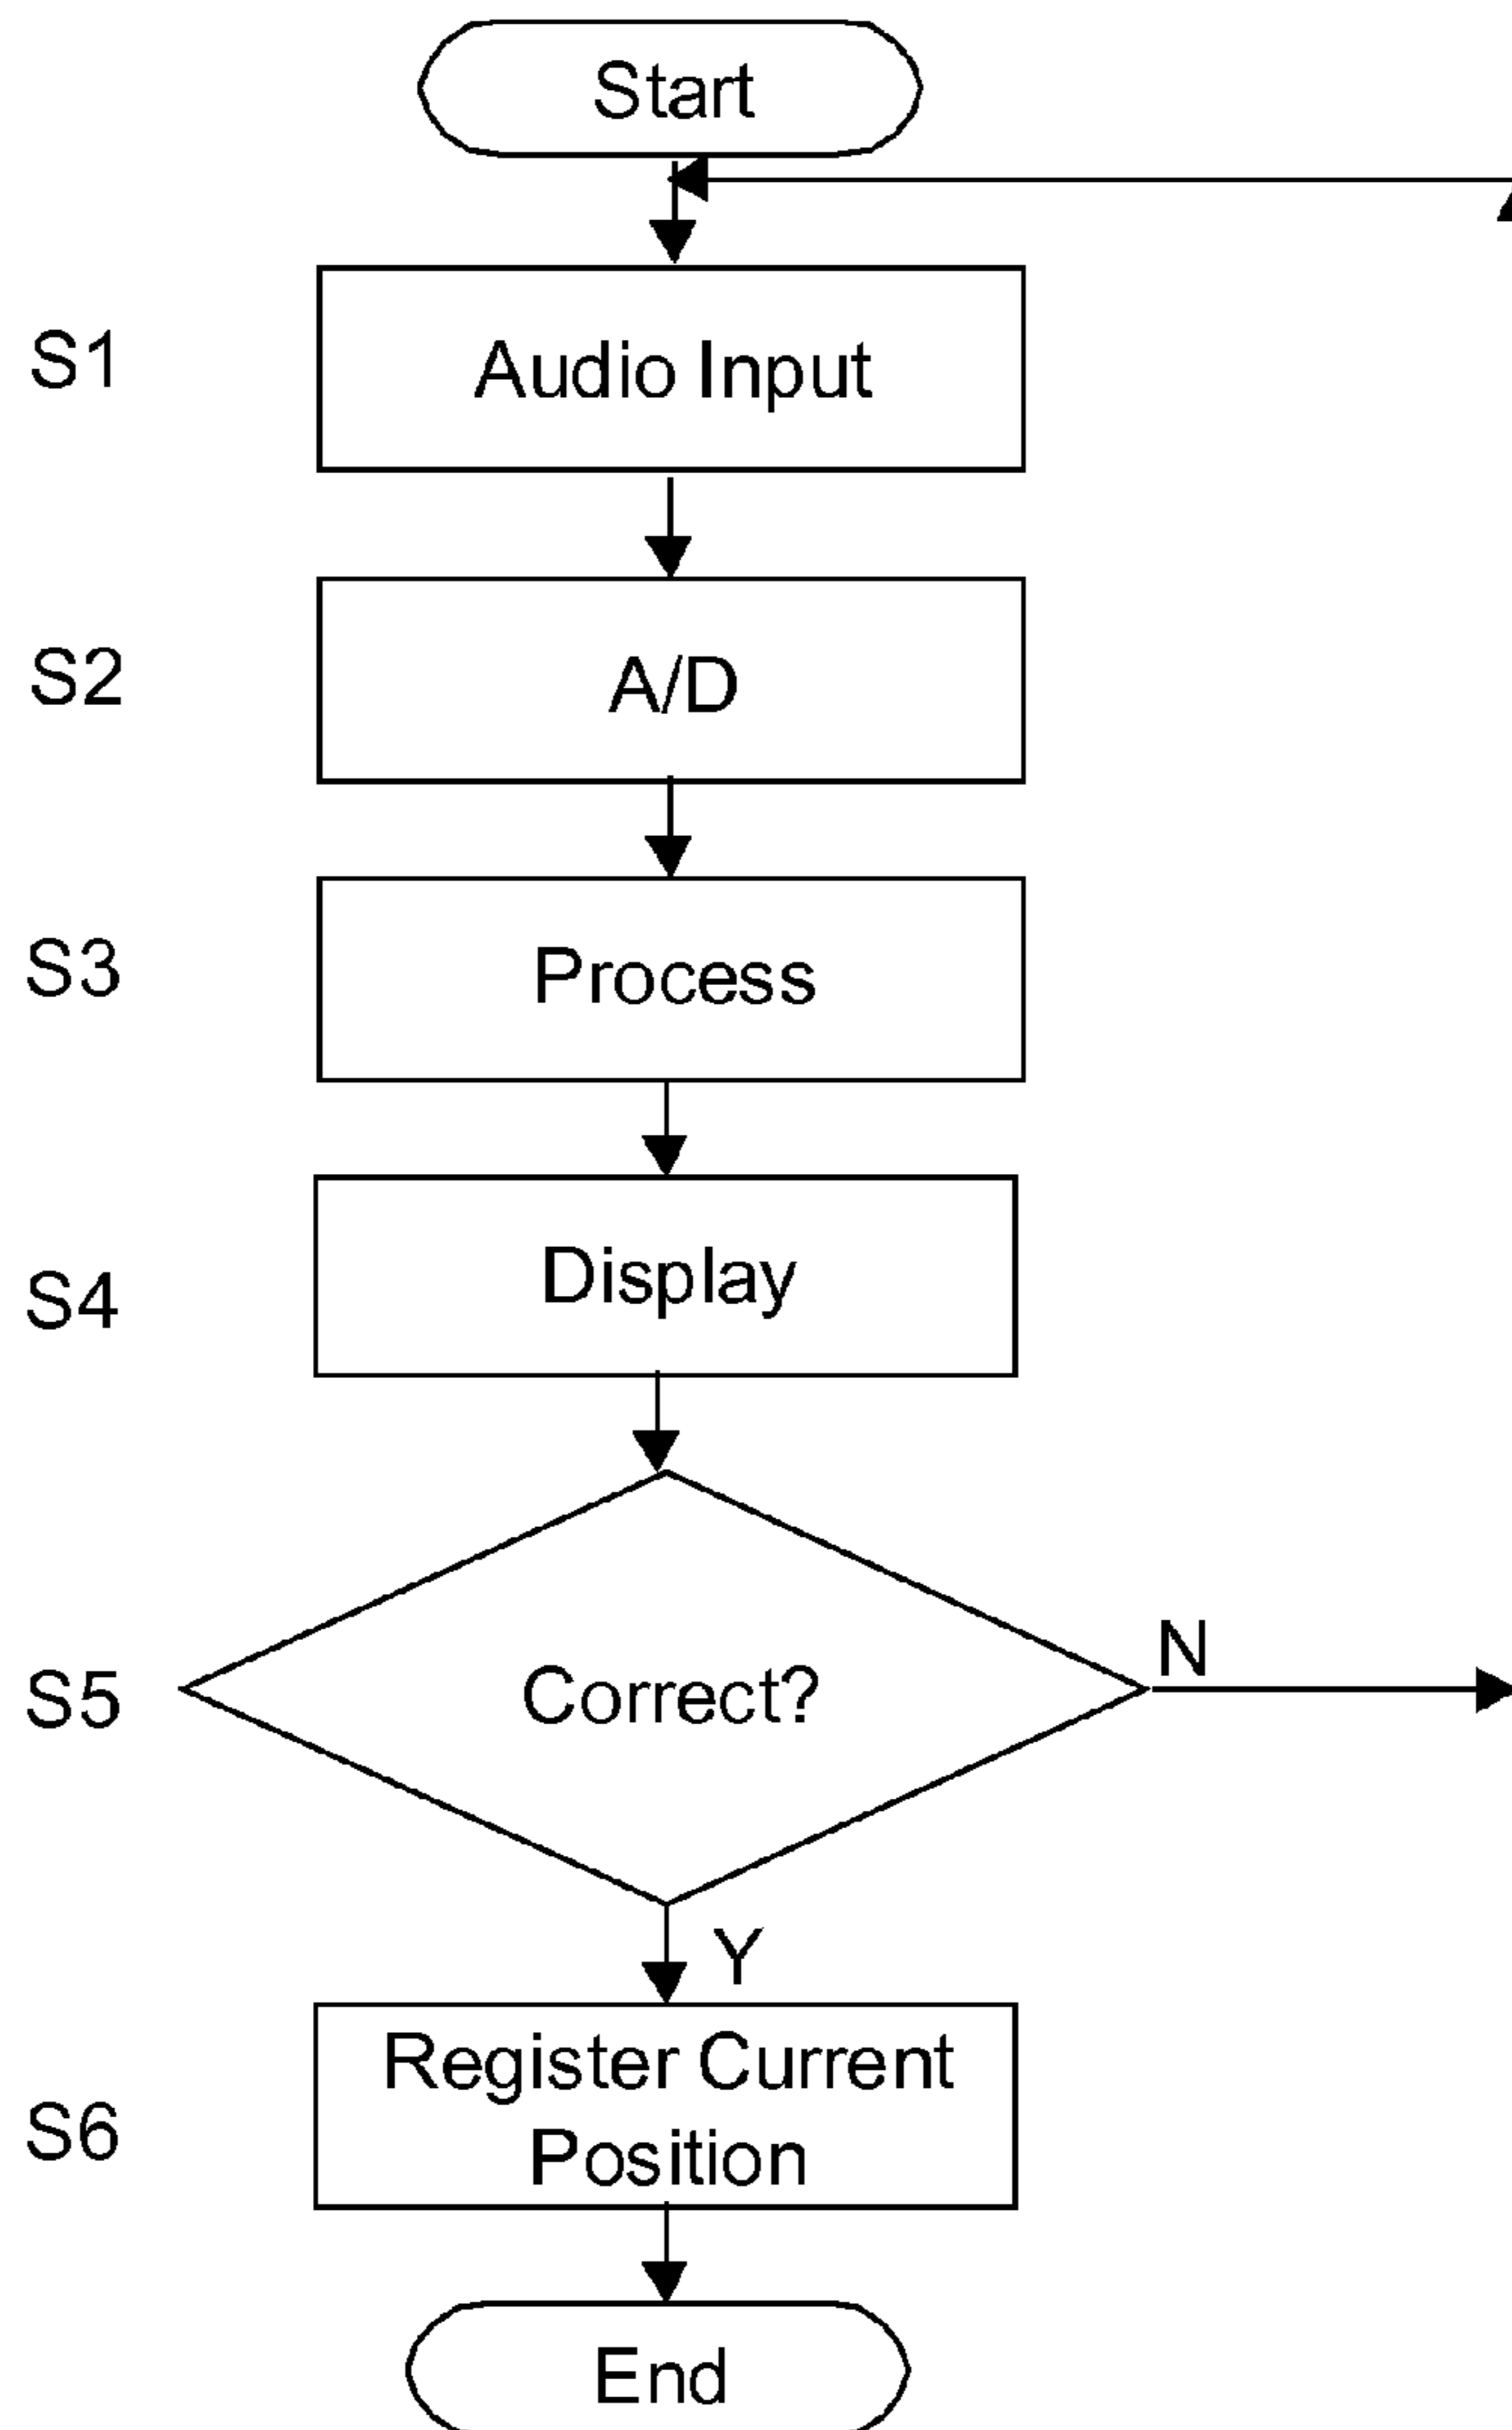 Start
S1
Audio Input
S2
A/D
S3
Process
S4
Display
S5
Correct?
N
Y
S6
Register Current
Position
End